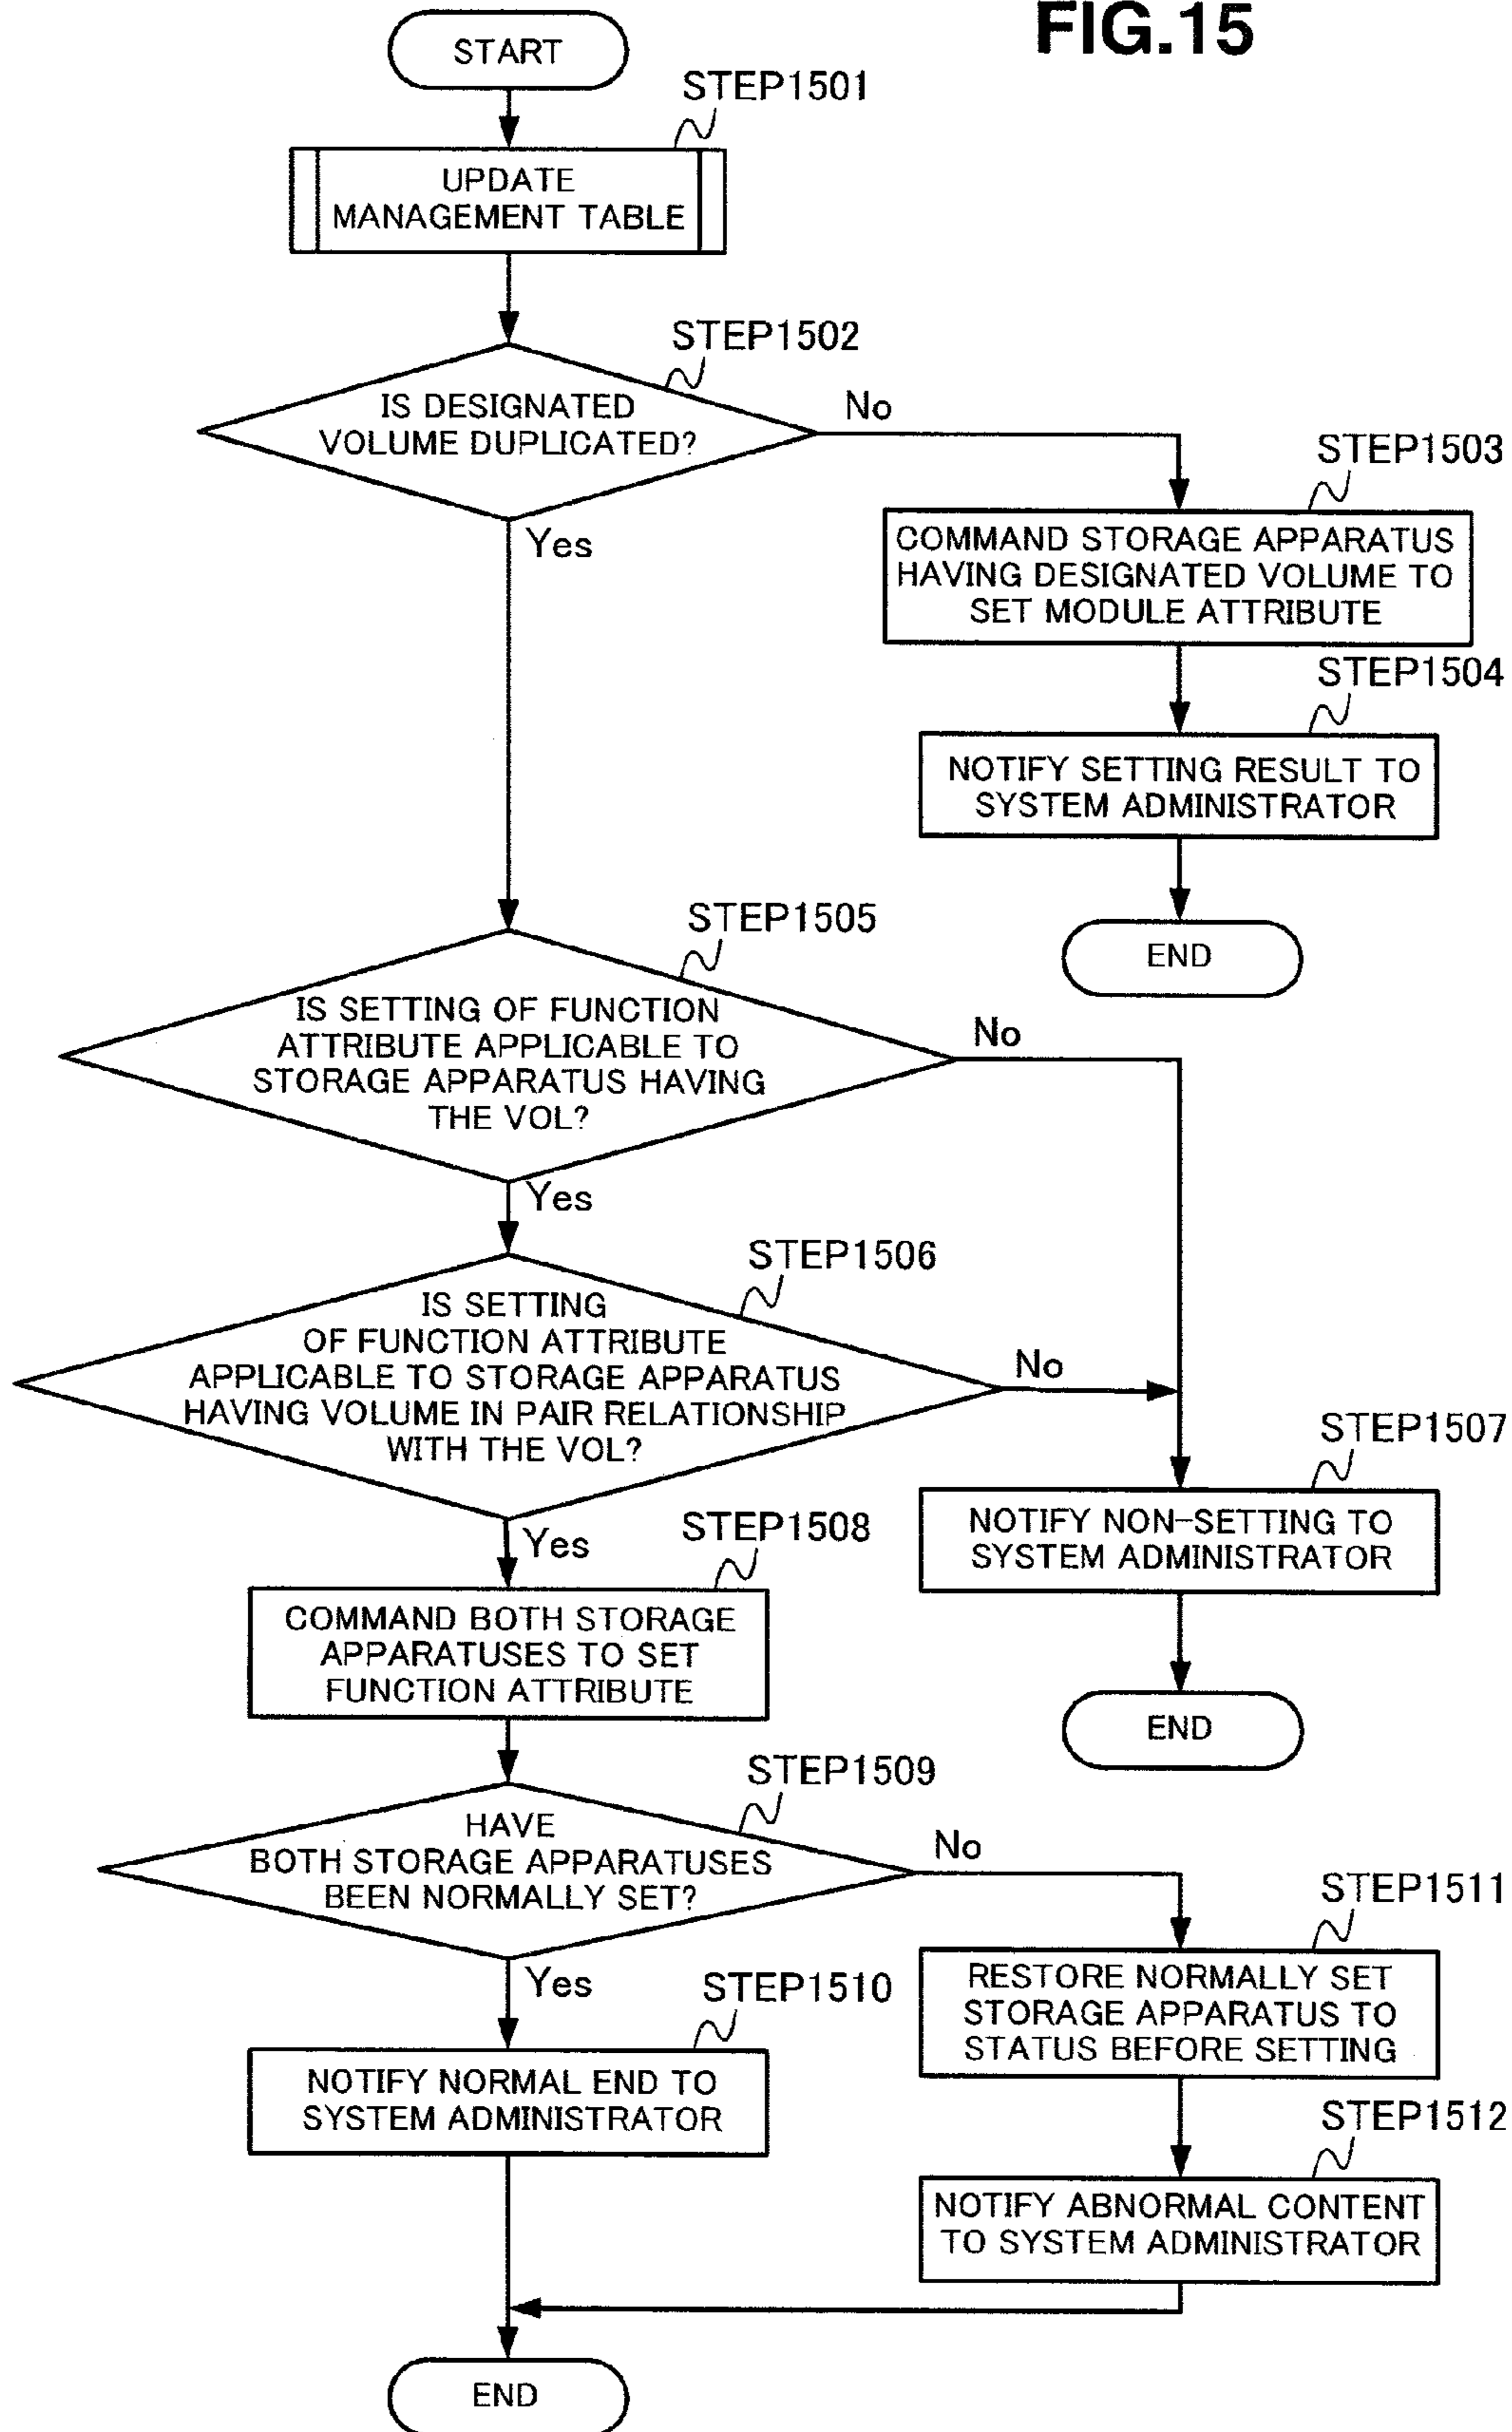 FIG.15
START
STEP1501
UPDATE
MANAGEMENT TABLE
STEP1502
IS DESIGNATED
VOLUME DUPLICATED?
No
Yes
STEP1503
COMMAND STORAGE APPARATUS
HAVING DESIGNATED VOLUME TO
SET MODULE ATTRIBUTE
STEP1504
NOTIFY SETTING RESULT TO
SYSTEM ADMINISTRATOR
END
STEP1505
IS SETTING OF FUNCTION
ATTRIBUTE APPLICABLE TO
STORAGE APPARATUS HAVING
THE VOL?
No
Yes
STEP1506
IS SETTING
OF FUNCTION ATTRIBUTE
APPLICABLE TO STORAGE APPARATUS
HAVING VOLUME IN PAIR RELATIONSHIP
WITH THE VOL?
No
Yes
STEP1507
NOTIFY NON-SETTING TO
SYSTEM ADMINISTRATOR
END
STEP1508
COMMAND BOTH STORAGE
APPARATUSES TO SET
FUNCTION ATTRIBUTE
STEP1509
HAVE
BOTH STORAGE APPARATUSES
BEEN NORMALLY SET?
No
Yes
STEP1510
NOTIFY NORMAL END TO
SYSTEM ADMINISTRATOR
STEP1511
RESTORE NORMALLY SET
STORAGE APPARATUS TO
STATUS BEFORE SETTING
STEP1512
NOTIFY ABNORMAL CONTENT
TO SYSTEM ADMINISTRATOR
END